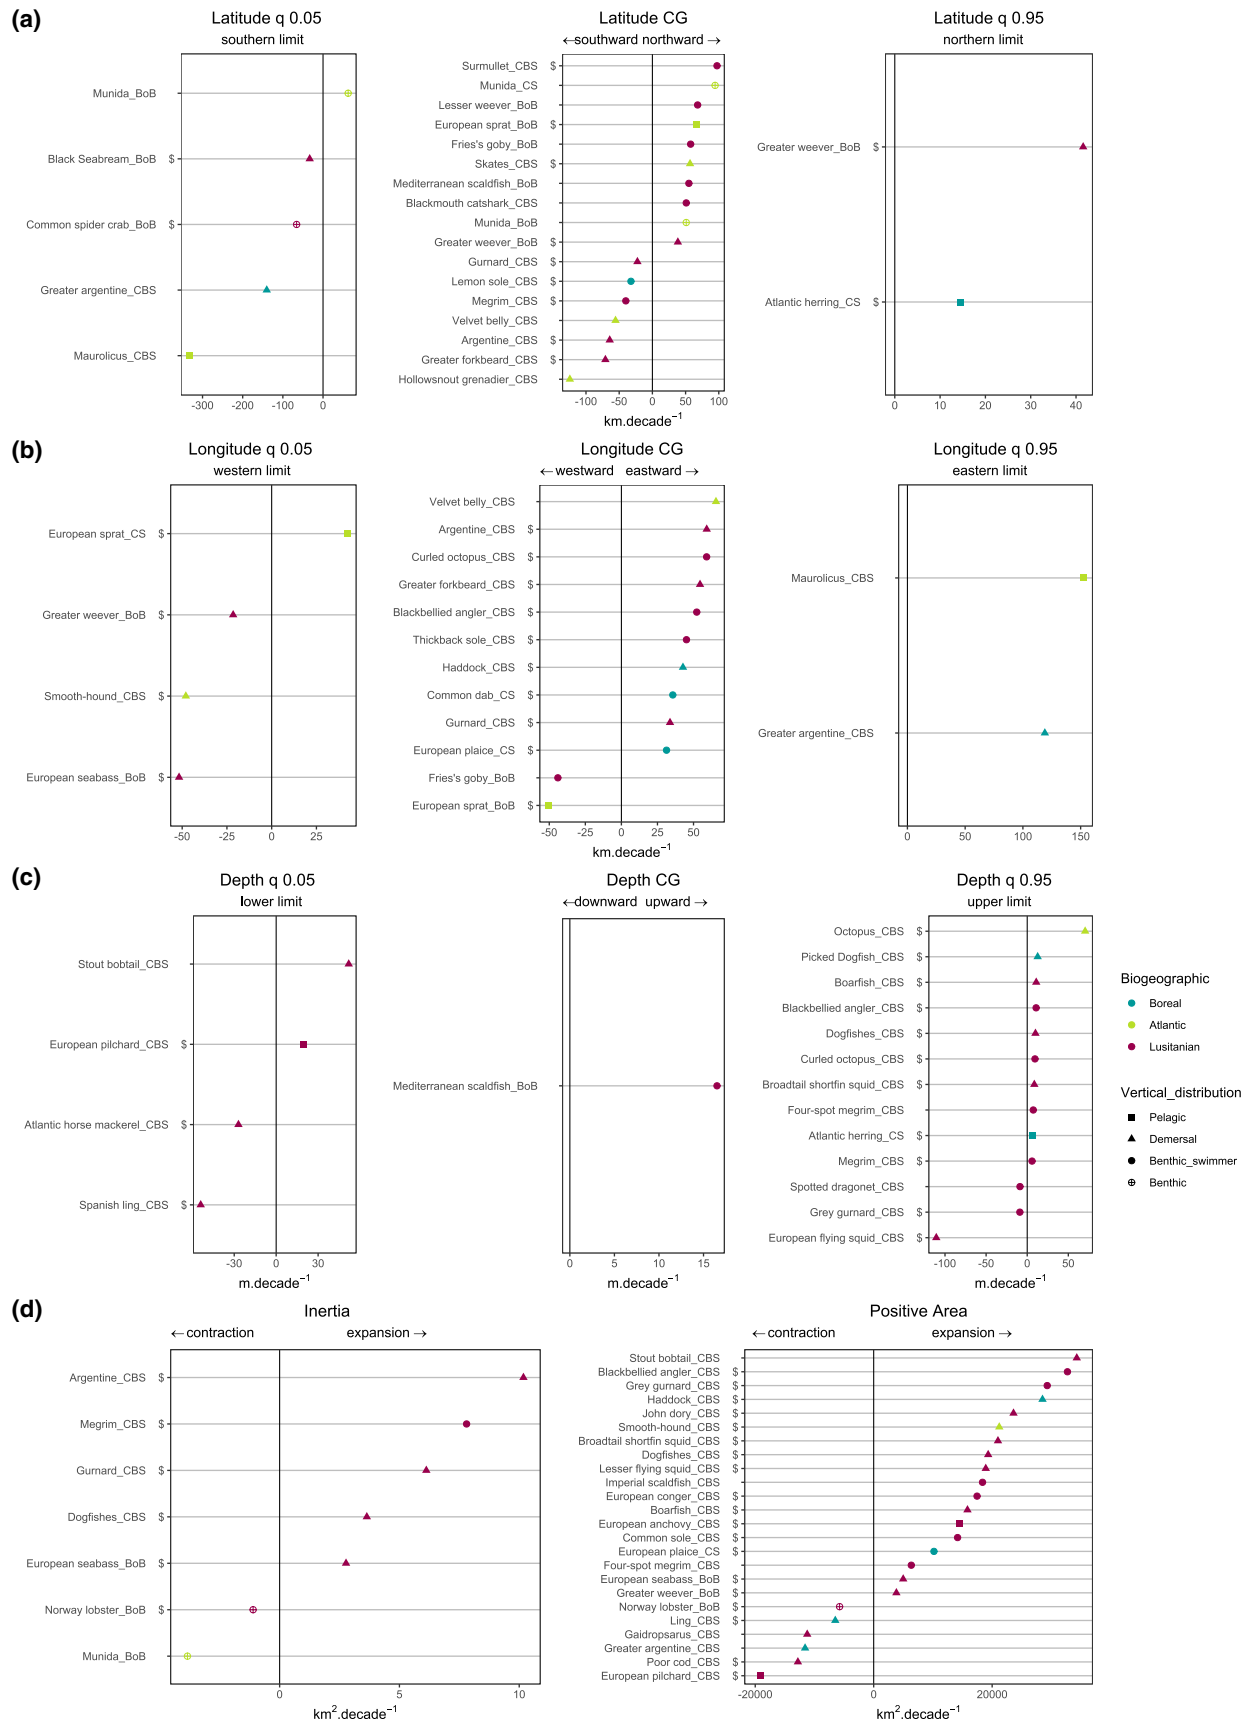 (a)
Latitude q 0.05
southern limit
Munida_BoB
Black Seabream_BoB $
Common spider crab_BoB $
Greater argentine_CBS
Maurolicus_CBS
-300 -200 -100 0
Latitude CG
←southward northward →
Surmullet_CBS $
Munida_CS
Lesser weever_BoB
European sprat_BoB $
Fries's goby_BoB
Skates_CBS $
Mediterranean scaldfish_BoB
Blackmouth catshark_CBS
Munida_BoB
Greater weever_BoB $
Gurnard_CBS $
Lemon sole_CBS $
Megrim_CBS $
Velvet belly_CBS
Argentine_CBS $
Greater forkbeard_CBS $
Hollowsnout grenadier_CBS
-100 -50 0 50 100
km.decade⁻¹
Latitude q 0.95
northern limit
Greater weever_BoB $
Atlantic herring_CS $
0 10 20 30 40
(b)
Longitude q 0.05
western limit
European sprat_CS $
Greater weever_BoB $
Smooth-hound_CBS $
European seabass_BoB $
-50 -25 0 25
Longitude CG
← westward eastward →
Velvet belly_CBS
Argentine_CBS $
Curled octopus_CBS $
Greater forkbeard_CBS $
Blackbellied angler_CBS $
Thickback sole_CBS $
Haddock_CBS $
Common dab_CS $
Gurnard_CBS $
European plaice_CS $
Fries's goby_BoB
European sprat_BoB $
-50 -25 0 25 50
km.decade⁻¹
Longitude q 0.95
eastern limit
Maurolicus_CBS
Greater argentine_CBS
0 50 100 150
(c)
Depth q 0.05
lower limit
Stout bobtail_CBS
European pilchard_CBS $
Atlantic horse mackerel_CBS $
Spanish ling_CBS $
-30 0 30
m.decade⁻¹
Depth CG
←downward upward →
Mediterranean scaldfish_BoB
0 5 10 15
m.decade⁻¹
Depth q 0.95
upper limit
Octopus_CBS $
Picked Dogfish_CBS $
Boarfish_CBS $
Blackbellied angler_CBS $
Dogfishes_CBS $
Curled octopus_CBS $
Broadtail shortfin squid_CBS $
Four-spot megrim_CBS
Atlantic herring_CS $
Megrim_CBS $
Spotted dragonet_CBS $
Grey gurnard_CBS $
European flying squid_CBS $
-100 -50 0 50
m.decade⁻¹
Biogeographic
Boreal
Atlantic
Lusitanian
Vertical_distribution
Pelagic
Demersal
Benthic_swimmer
Benthic
(d)
Inertia
← contraction expansion →
Argentine_CBS $
Megrim_CBS $
Gurnard_CBS $
Dogfishes_CBS $
European seabass_BoB $
Norway lobster_BoB $
Munida_BoB
0 5 10
km².decade⁻¹
Positive Area
← contraction expansion →
Stout bobtail_CBS
Blackbellied angler_CBS $
Grey gurnard_CBS $
Haddock_CBS $
John dory_CBS $
Smooth-hound_CBS $
Broadtail shortfin squid_CBS $
Dogfishes_CBS $
Lesser flying squid_CBS $
Imperial scaldfish_CBS
European conger_CBS $
Boarfish_CBS $
European anchovy_CBS $
Common sole_CBS $
European plaice_CS $
Four-spot megrim_CBS
European seabass_BoB $
Greater weever_BoB $
Norway lobster_BoB $
Ling_CBS $
Gaidropsarus_CBS
Greater argentine_CBS
Poor cod_CBS $
European pilchard_CBS $
-20000 0 20000
km².decade⁻¹